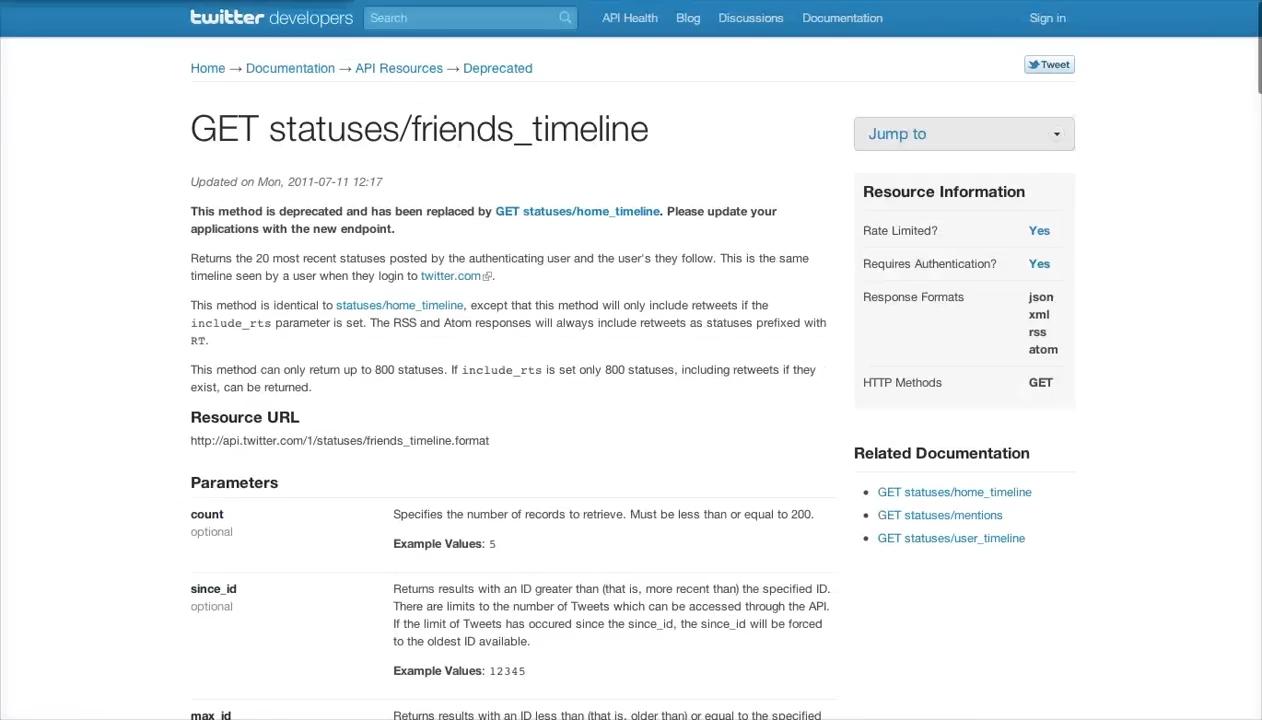 twitter developers Search API Health Blog Discussions Documentation Sign in
Home → Documentation → API Resources → Deprecated
Tweet
GET statuses/friends_timeline
Jump to
Updated on Mon, 2011-07-11 12:17
This method is deprecated and has been replaced by GET statuses/home_timeline. Please update your
applications with the new endpoint.
Returns the 20 most recent statuses posted by the authenticating user and the user's they follow. This is the same
timeline seen by a user when they login to twitter.com.
This method is identical to statuses/home_timeline, except that this method will only include retweets if the
include_rts parameter is set. The RSS and Atom responses will always include retweets as statuses prefixed with
RT.
This method can only return up to 800 statuses. If include_rts is set only 800 statuses, including retweets if they
exist, can be returned.
Resource URL
http://api.twitter.com/1/statuses/friends_timeline.format
Parameters
count
optional
Specifies the number of records to retrieve. Must be less than or equal to 200.
Example Values: 5
since_id
optional
Returns results with an ID greater than (that is, more recent than) the specified ID.
There are limits to the number of Tweets which can be accessed through the API.
If the limit of Tweets has occured since the since_id, the since_id will be forced
to the oldest ID available.
Example Values: 12345
max_id
Returns results with an ID less than (that is, older than) or equal to the specified
Resource Information
Rate Limited? Yes
Requires Authentication? Yes
Response Formats json
xml
rss
atom
HTTP Methods GET
Related Documentation
GET statuses/home_timeline
GET statuses/mentions
GET statuses/user_timeline